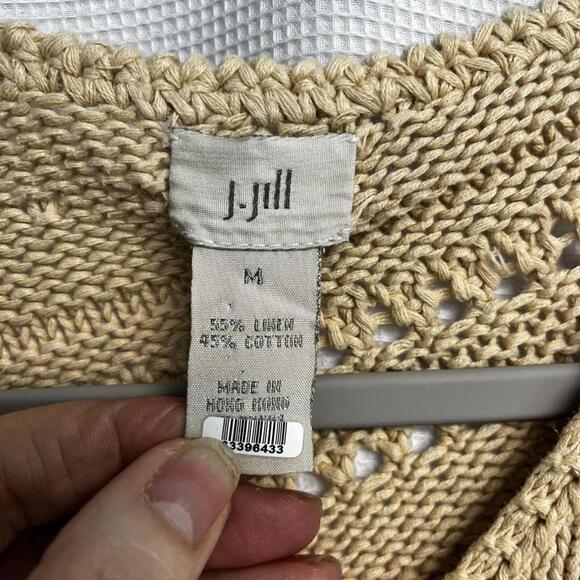 J.Jill
M
55% LINEN
45% COTTON
MADE IN
HONG KONG
3396433